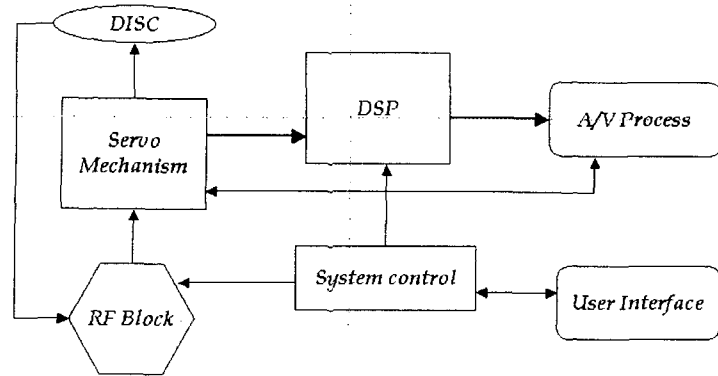 DISC
DSP
A/V Process
Servo
Mechanism
System control
RF Block
User Interface